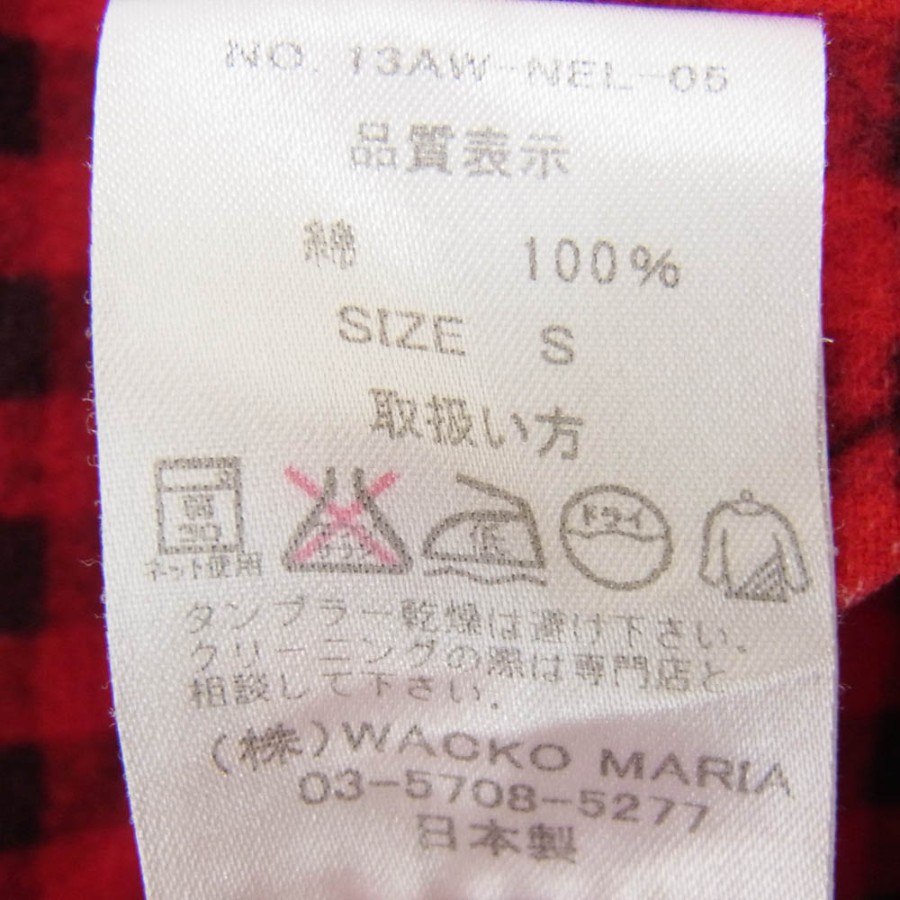 NO. 13AW-NEL-05
品質表示
綿 100%
SIZE S
取扱い方
弱 30 エンソサラシ 低 ドライ
ネット使用
タンブラー乾燥は避け下さい.
クリーニングの際は専門店と
相談して下さい.
(株)WACKO MARIA
03-5708-5277
日本製